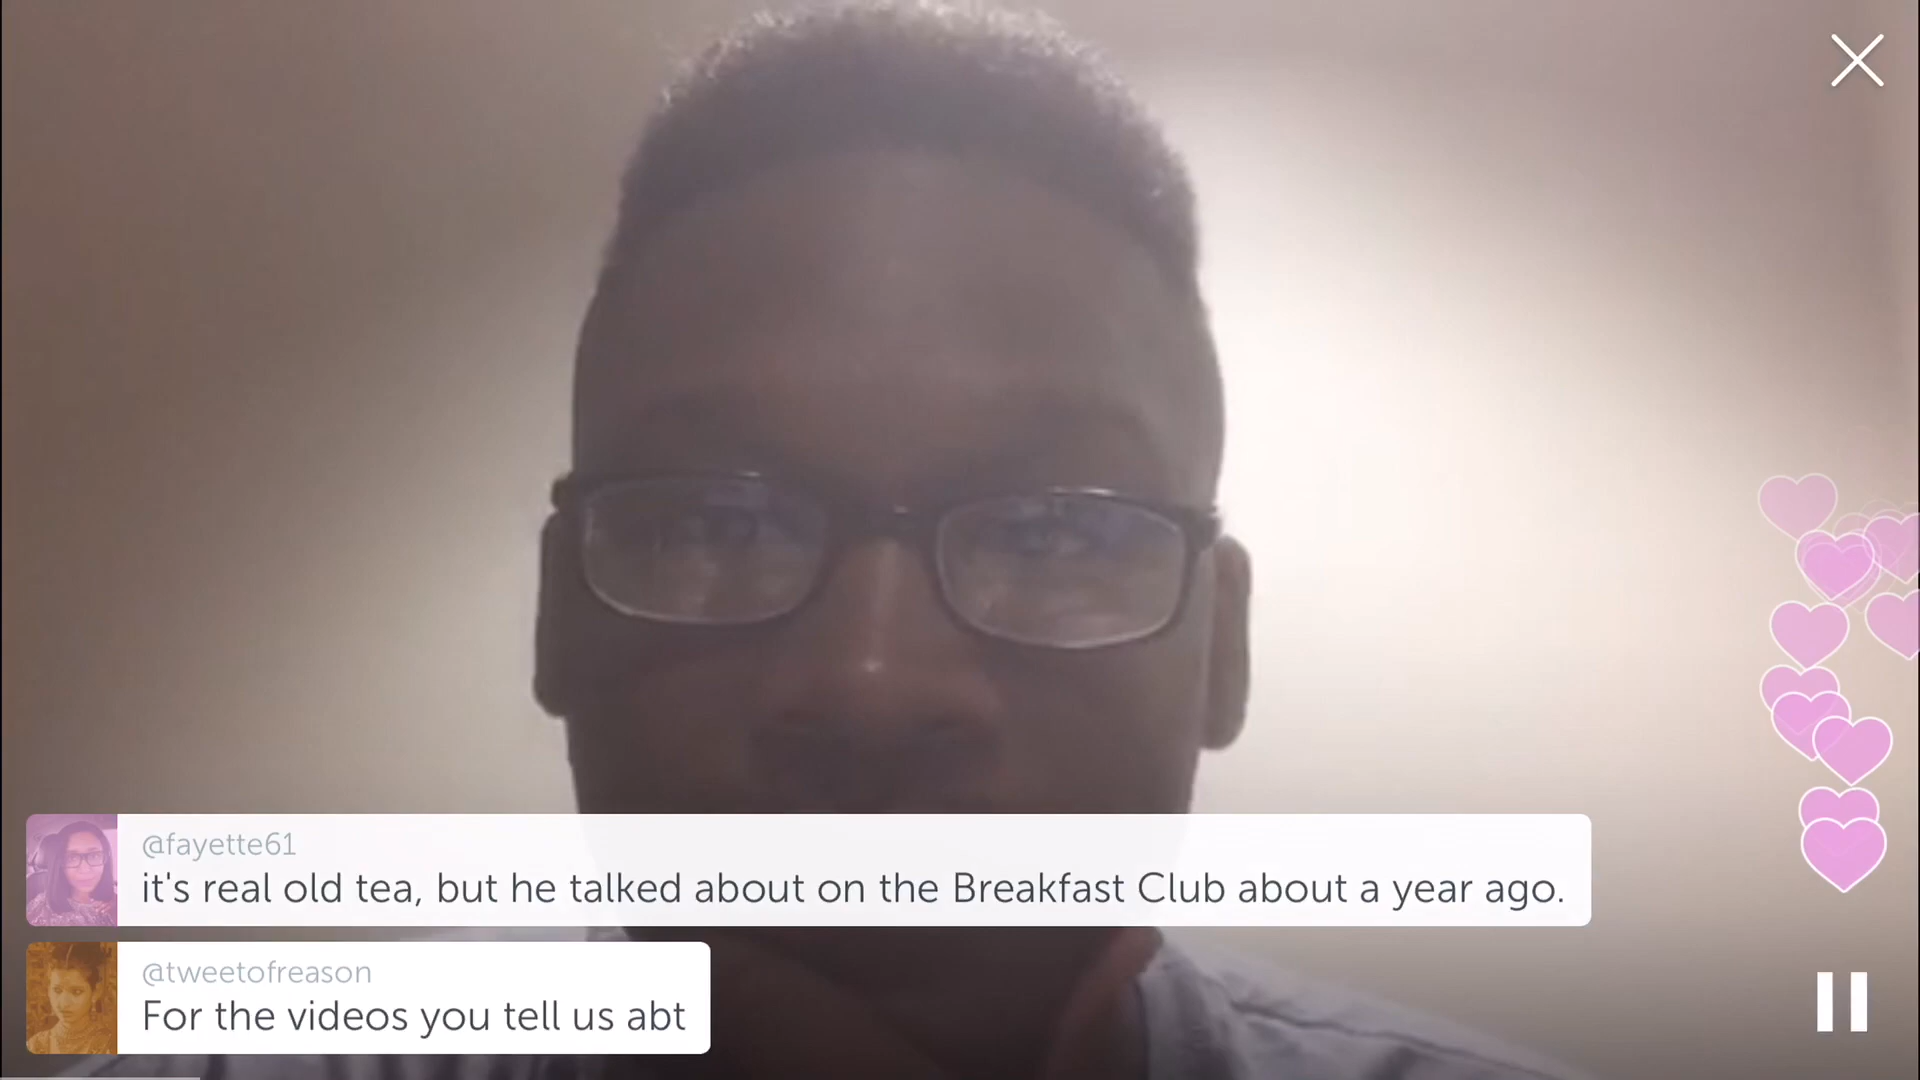 @fayette61
it's real old tea, but he talked about on the Breakfast Club about a year ago.
@tweetofreason
For the videos you tell us abt